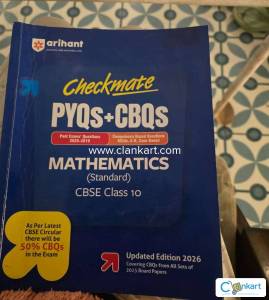 arihant
Checkmate
PYQs+CBQs
Past Years' Questions
Competency Based Questions
MATHEMATICS
(Standard)
CBSE Class 10
www.clankart.com
As Per Latest
CBSE Circular
there will be
50% CBQs
in the Exam
Updated Edition 2026
Covering CBQs From All Sets of
2025 Board Papers
Clankart